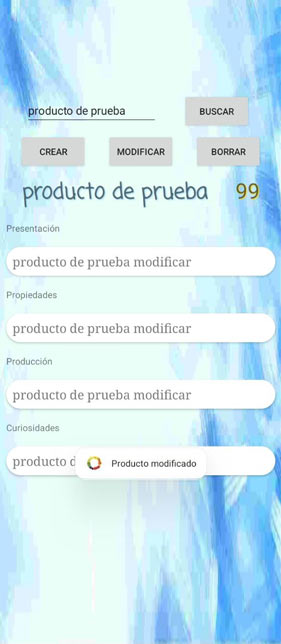 producto de prueba
BUSCAR
CREAR MODIFICAR BORRAR
producto de prueba 99
Presentación
producto de prueba modificar
Propiedades
producto de prueba modificar
Producción
producto de prueba modificar
Curiosidades
producto d
Producto modificado